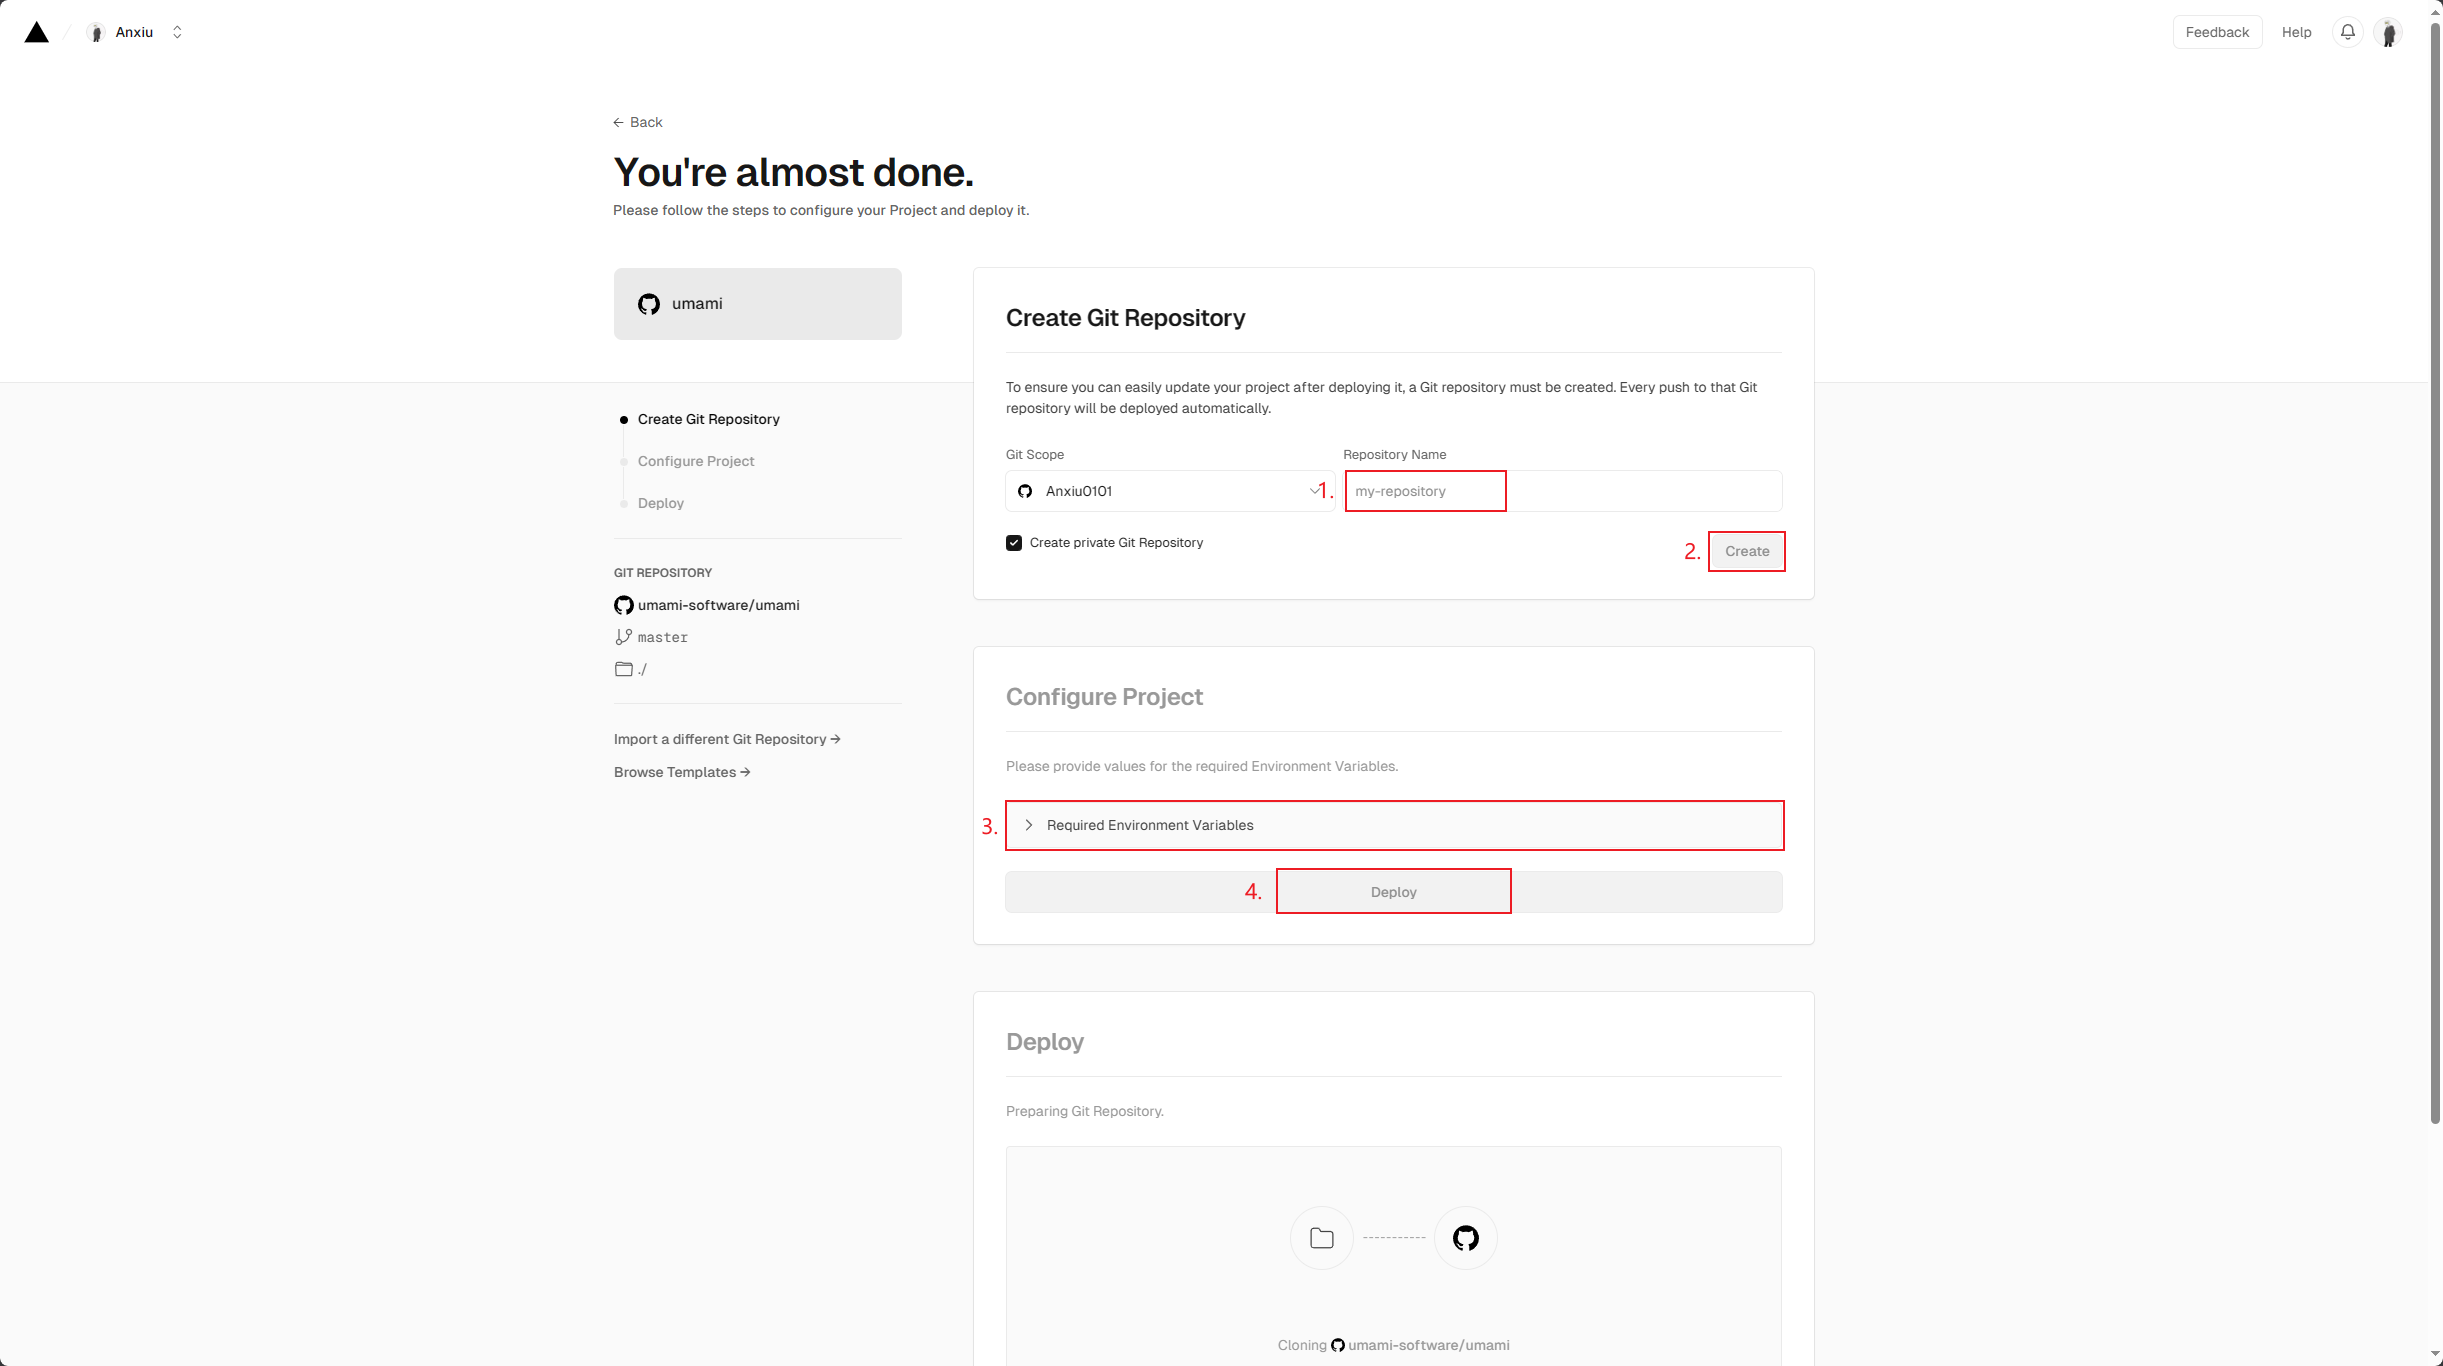 Anxiu
Feedback
Help
Back
You're almost done.
Please follow the steps to configure your Project and deploy it.
umami
Create Git Repository
Configure Project
Deploy
GIT REPOSITORY
umami-software/umami
master
./
Import a different Git Repository →
Browse Templates →
Create Git Repository
To ensure you can easily update your project after deploying it, a Git repository must be created. Every push to that Git
repository will be deployed automatically.
Git Scope
Repository Name
Anxiu0101
1.
my-repository
Create private Git Repository
2.
Create
Configure Project
Please provide values for the required Environment Variables.
3.
Required Environment Variables
4.
Deploy
Deploy
Preparing Git Repository.
Cloning umami-software/umami